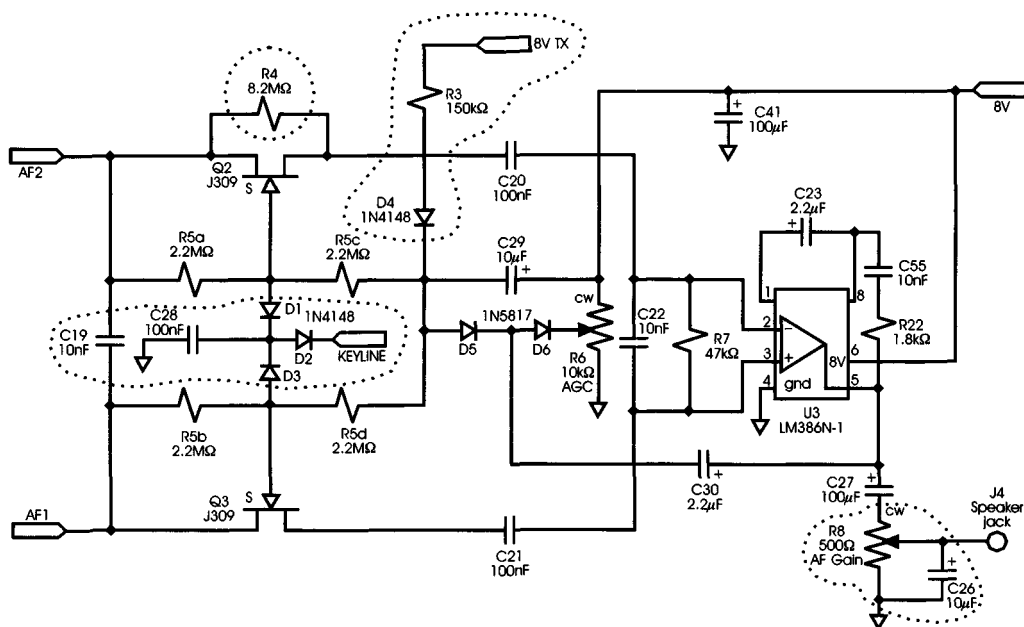 8V TX
R4
8.2MΩ
R3
150kΩ
8V
C41
100µF
+
AF2
Q2
J309
S
C20
100nF
D4
1N4148
C23
2.2µF
+
R5a
2.2MΩ
R5c
2.2MΩ
C29
10µF
+
C55
10nF
C28
100nF
D1
1N4148
C19
10nF
D2
KEYLINE
D3
1N5817
D5
D6
cw
R6
10kΩ
AGC
C22
10nF
R7
47kΩ
1
8
2
−
3
+
4
gnd
8V
6
5
R22
1.8kΩ
U3
LM386N-1
R5b
2.2MΩ
R5d
2.2MΩ
C30
2.2µF
+
C27
100µF
+
cw
J4
Speaker
jack
AF1
Q3
J309
S
C21
100nF
R8
500Ω
AF Gain
+
C26
10µF